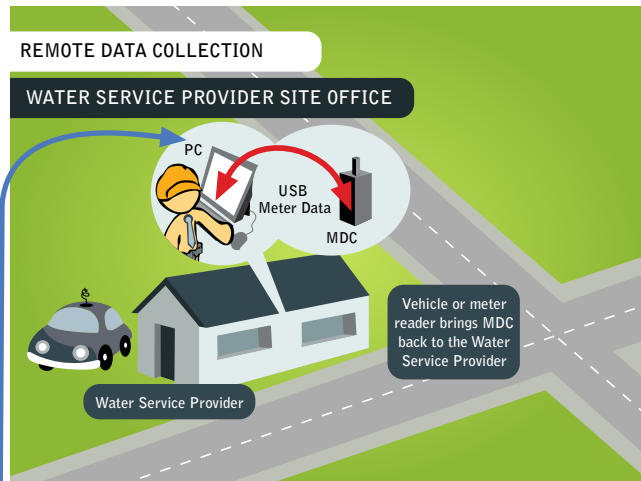 REMOTE DATA COLLECTION
WATER SERVICE PROVIDER SITE OFFICE
PC
USB
Meter Data
MDC
Vehicle or meter
reader brings MDC
back to the Water
Service Provider
Water Service Provider